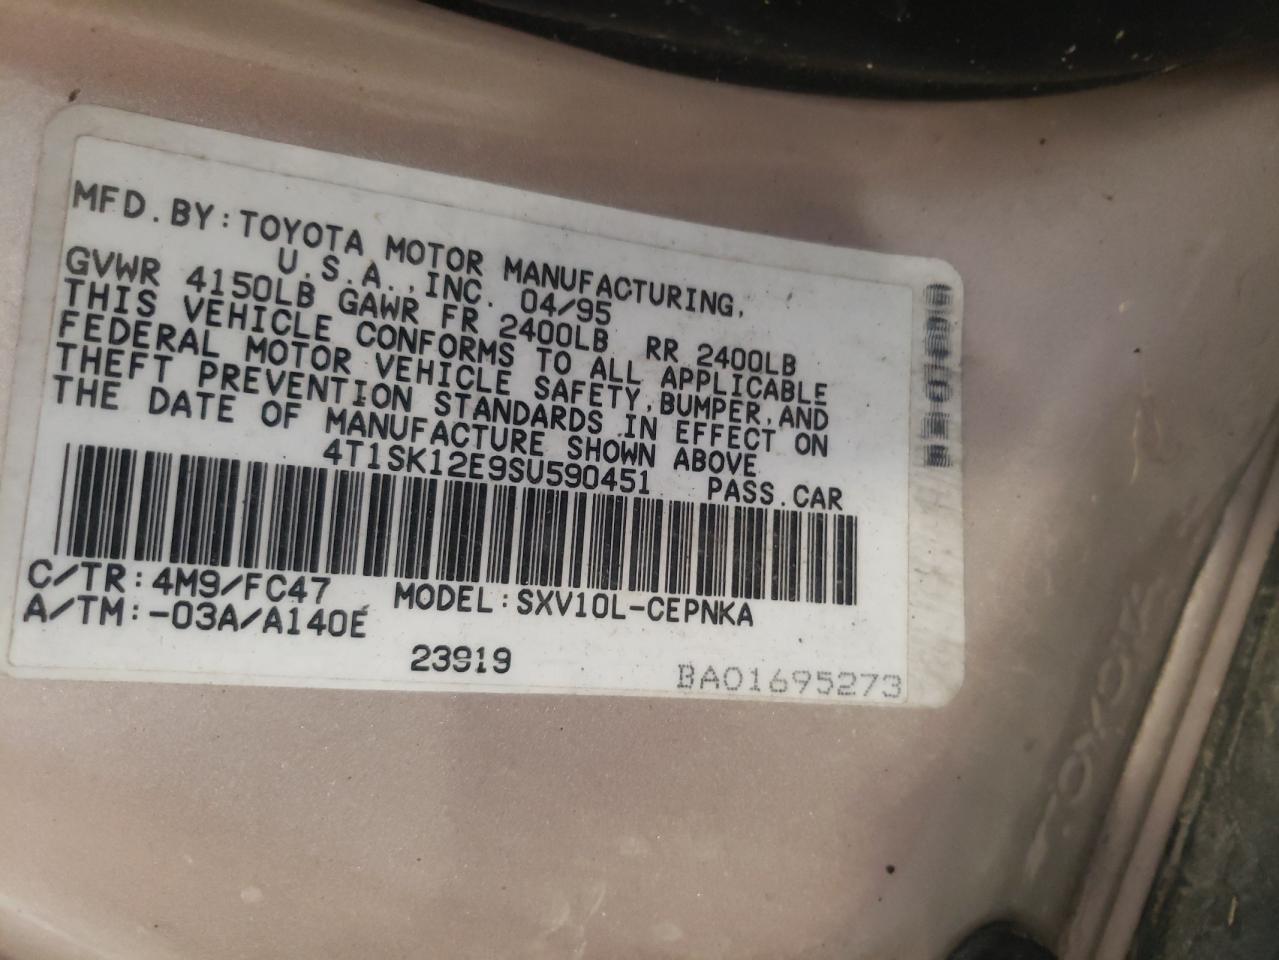 MFD.BY:TOYOTA MOTOR MANUFACTURING,
U.S.A.,INC. 04/95
GVWR 4150LB GAWR FR 2400LB RR 2400LB
THIS VEHICLE CONFORMS TO ALL APPLICABLE
FEDERAL MOTOR VEHICLE SAFETY,BUMPER,AND
THEFT PREVENTION STANDARDS IN EFFECT ON
THE DATE OF MANUFACTURE SHOWN ABOVE
4T1SK12E9SU590451 PASS.CAR
C/TR:4M9/FC47 MODEL:SXV10L-CEPNKA
A/TM:-03A/A140E
23919
BA01695273